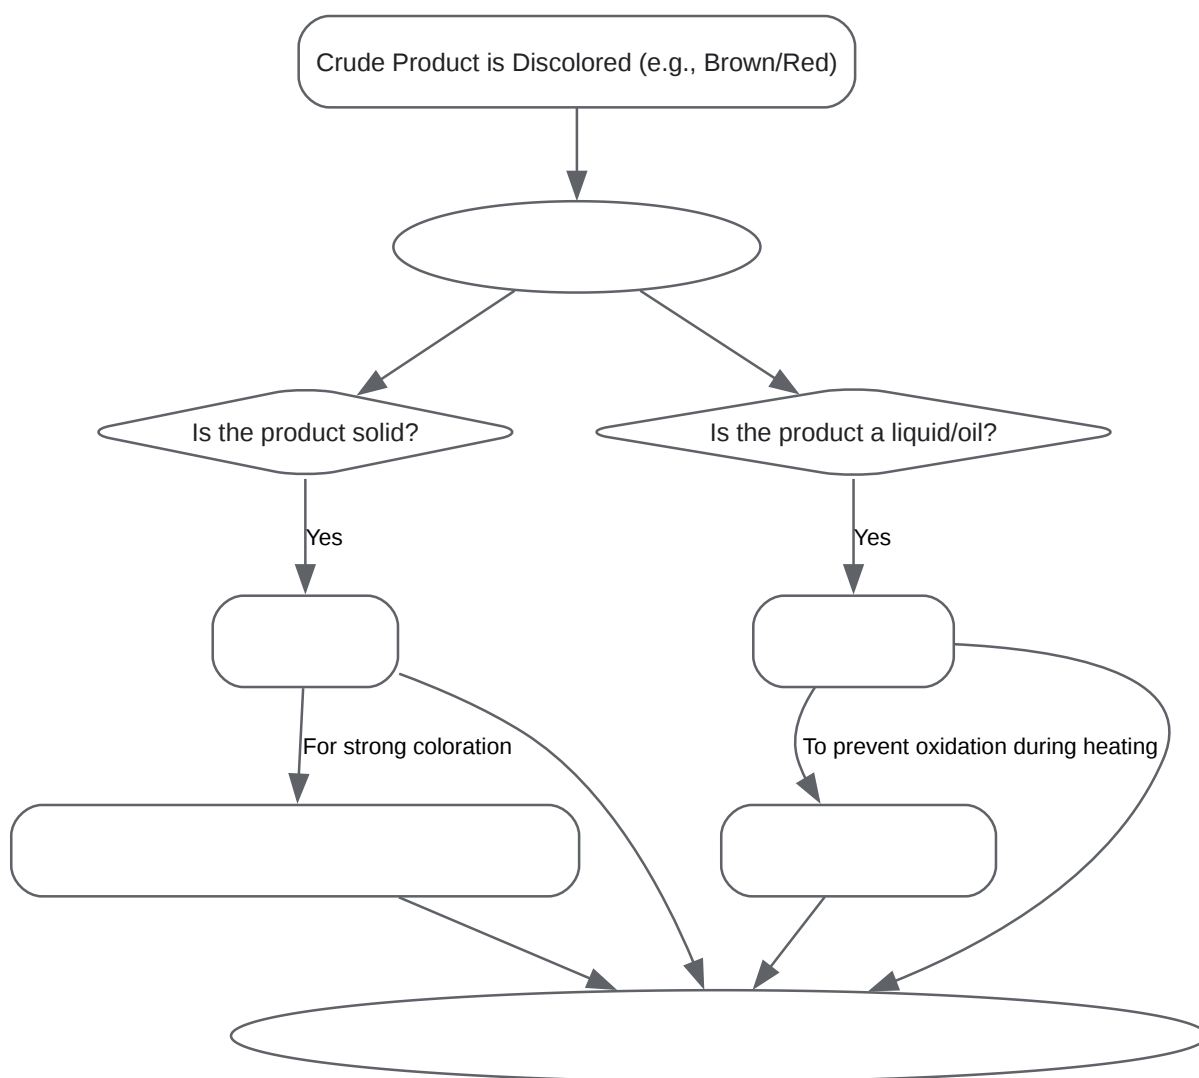 Crude Product is Discolored (e.g., Brown/Red)
Is the product solid?
Is the product a liquid/oil?
Yes
Yes
For strong coloration
To prevent oxidation during heating